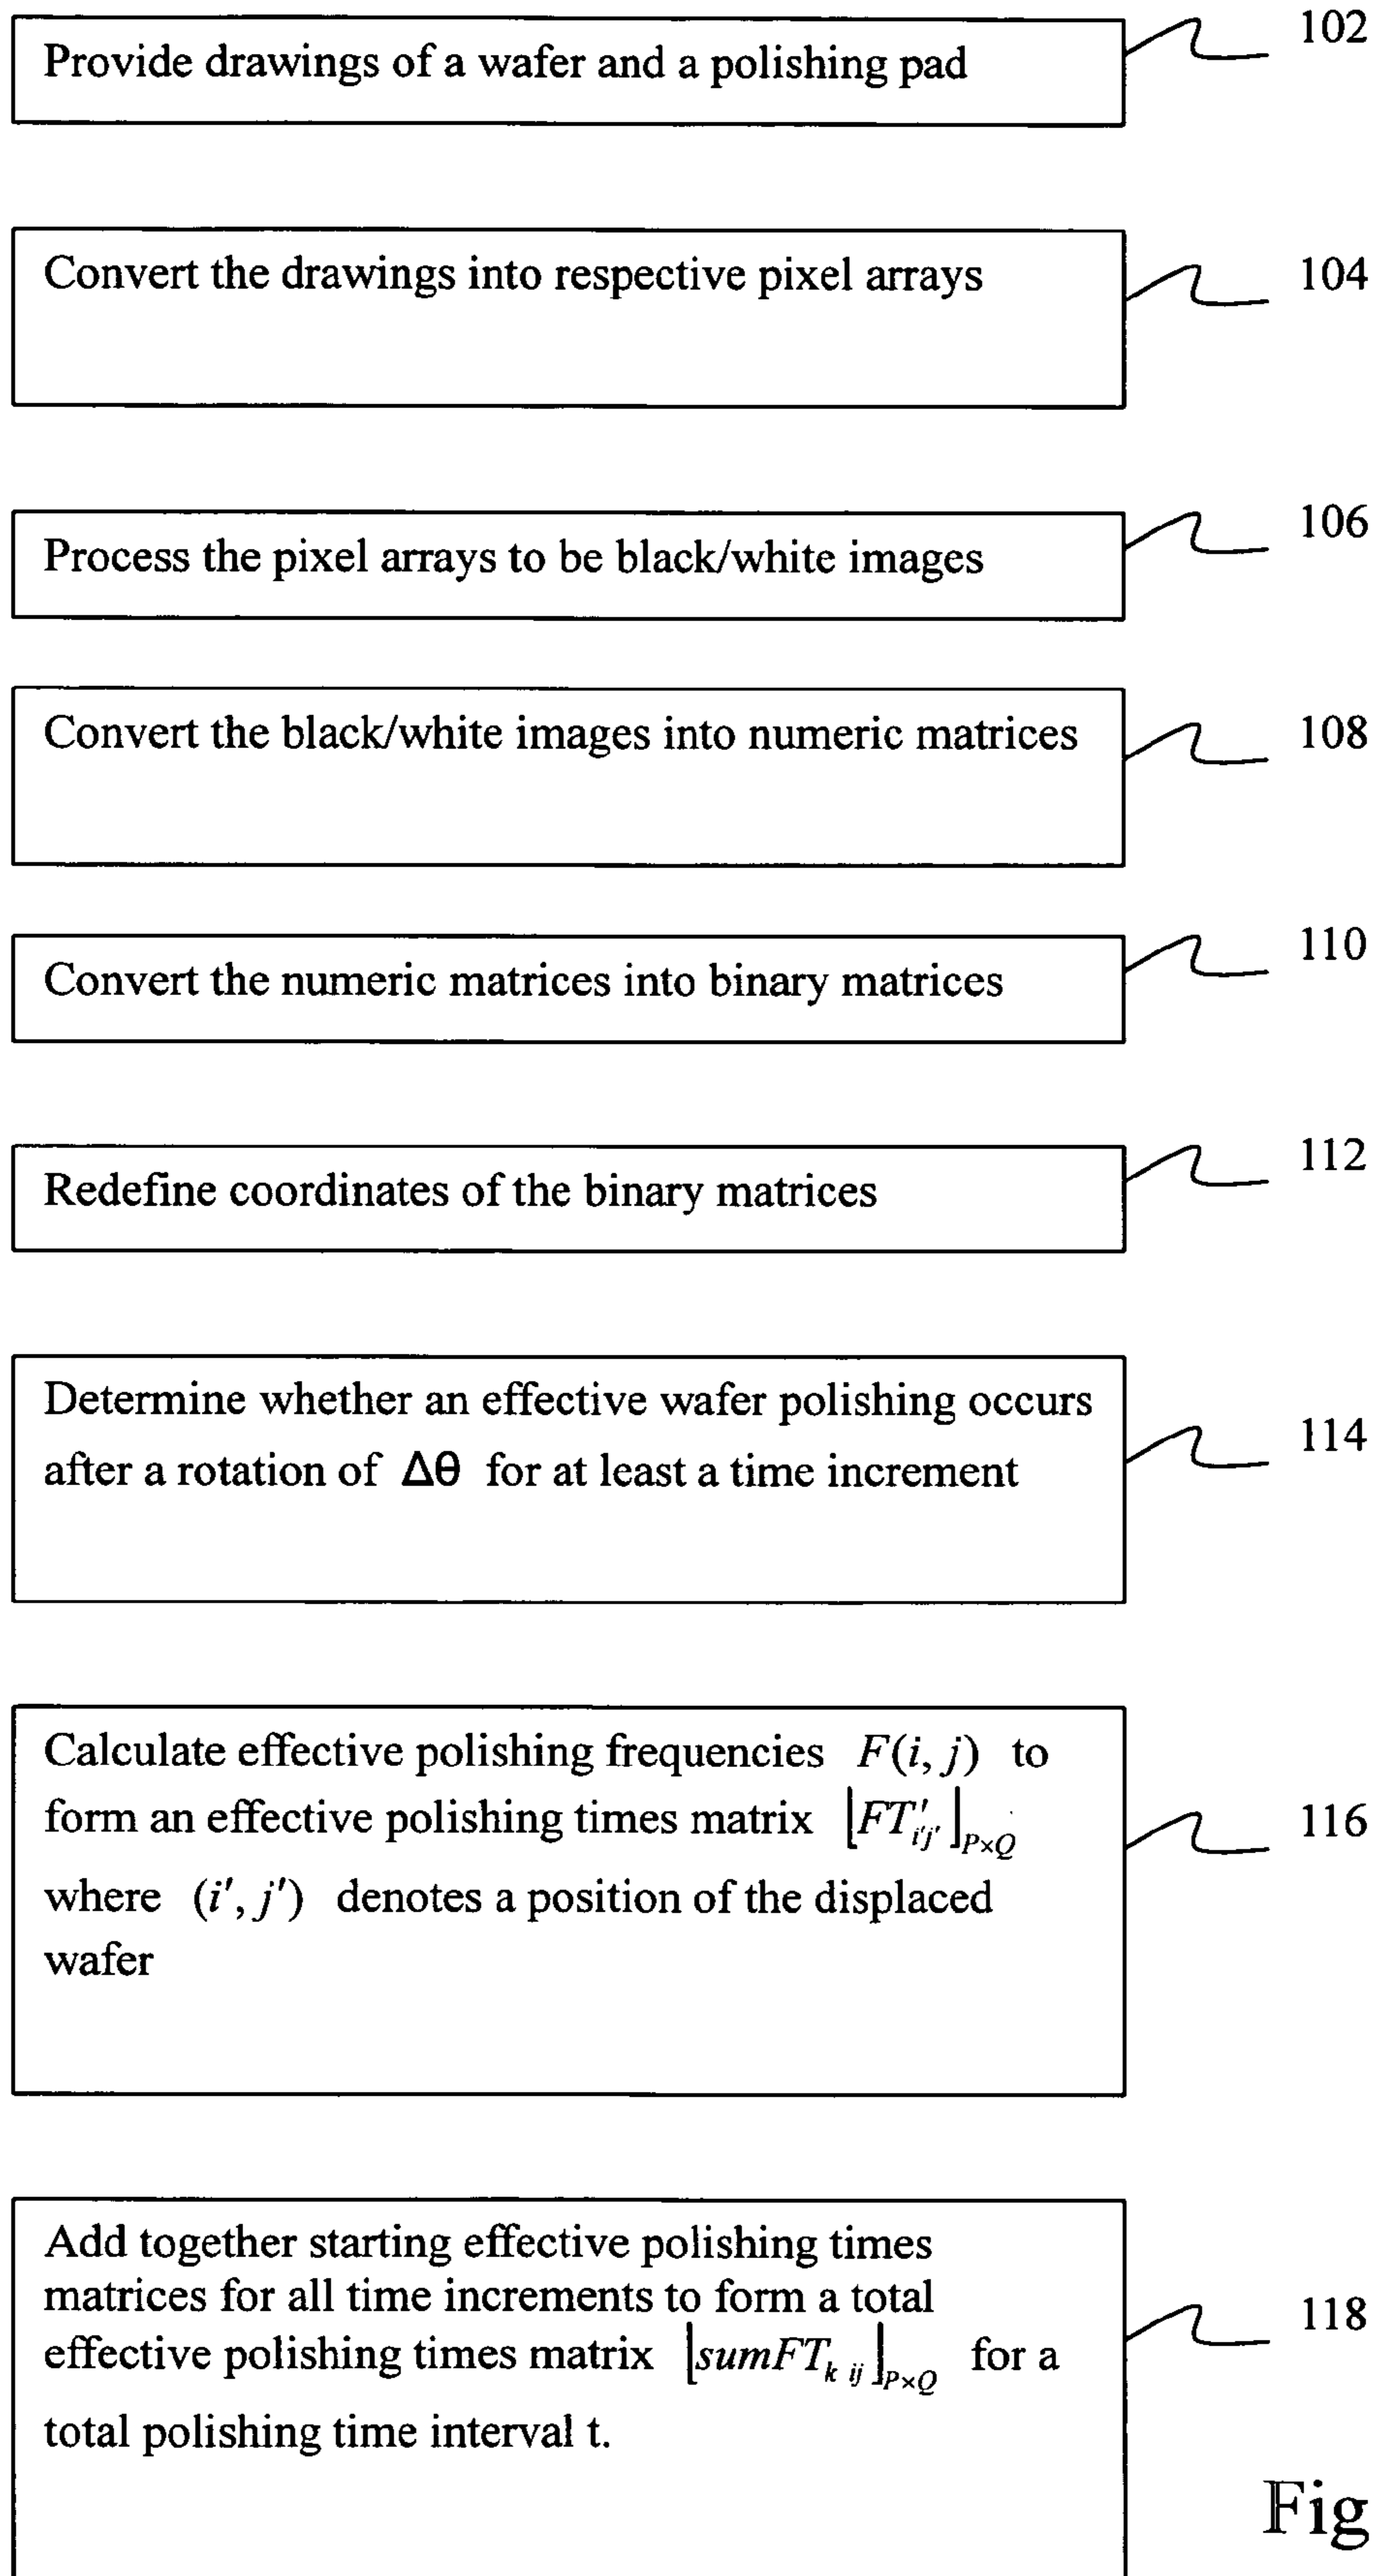 Provide drawings of a wafer and a polishing pad
102
Convert the drawings into respective pixel arrays
104
Process the pixel arrays to be black/white images
106
Convert the black/white images into numeric matrices
108
Convert the numeric matrices into binary matrices
110
Redefine coordinates of the binary matrices
112
Determine whether an effective wafer polishing occurs
after a rotation of Δθ for at least a time increment
114
Calculate effective polishing frequencies F(i, j) to
form an effective polishing times matrix ⌊FT′i′j′⌋P×Q
where (i′, j′) denotes a position of the displaced
wafer
116
Add together starting effective polishing times
matrices for all time increments to form a total
effective polishing times matrix ⌊sumFTk ij⌋P×Q for a
total polishing time interval t.
118
Fig